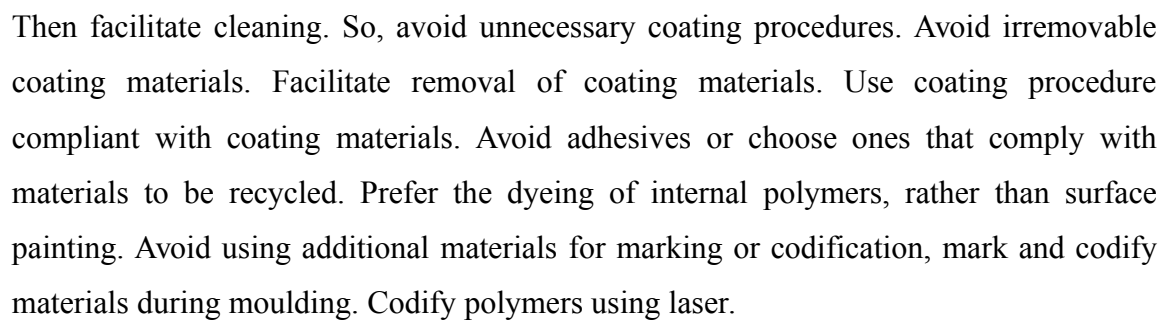 Then facilitate cleaning. So, avoid unnecessary coating procedures. Avoid irremovable
coating materials. Facilitate removal of coating materials. Use coating procedure
compliant with coating materials. Avoid adhesives or choose ones that comply with
materials to be recycled. Prefer the dyeing of internal polymers, rather than surface
painting. Avoid using additional materials for marking or codification, mark and codify
materials during moulding. Codify polymers using laser.